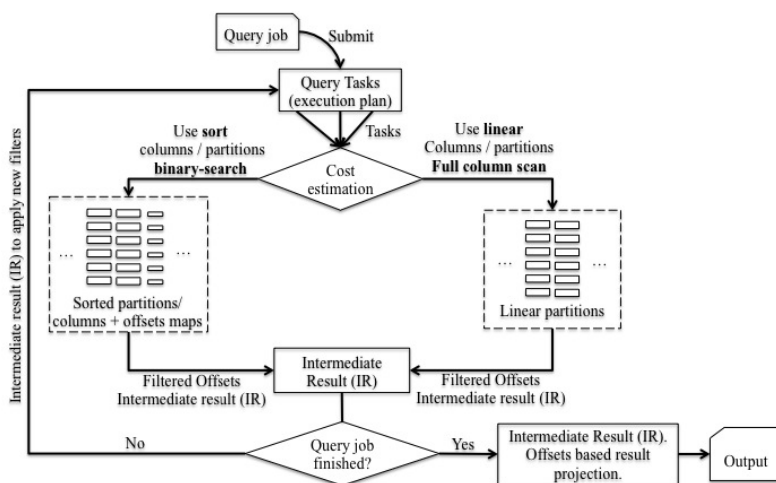 Query job
Submit
Query Tasks
(execution plan)
Tasks
Use sort
columns / partitions
binary-search
Cost
estimation
Use linear
Columns / partitions
Full column scan
Intermediate result (IR) to apply new filters
...
...
Sorted partitions/
columns + offsets maps
...
...
Linear partitions
Filtered Offsets
Intermediate result (IR)
Intermediate
Result (IR)
Filtered Offsets
Intermediate result (IR)
No
Query job
finished?
Yes
Intermediate Result (IR).
Offsets based result
projection.
Output